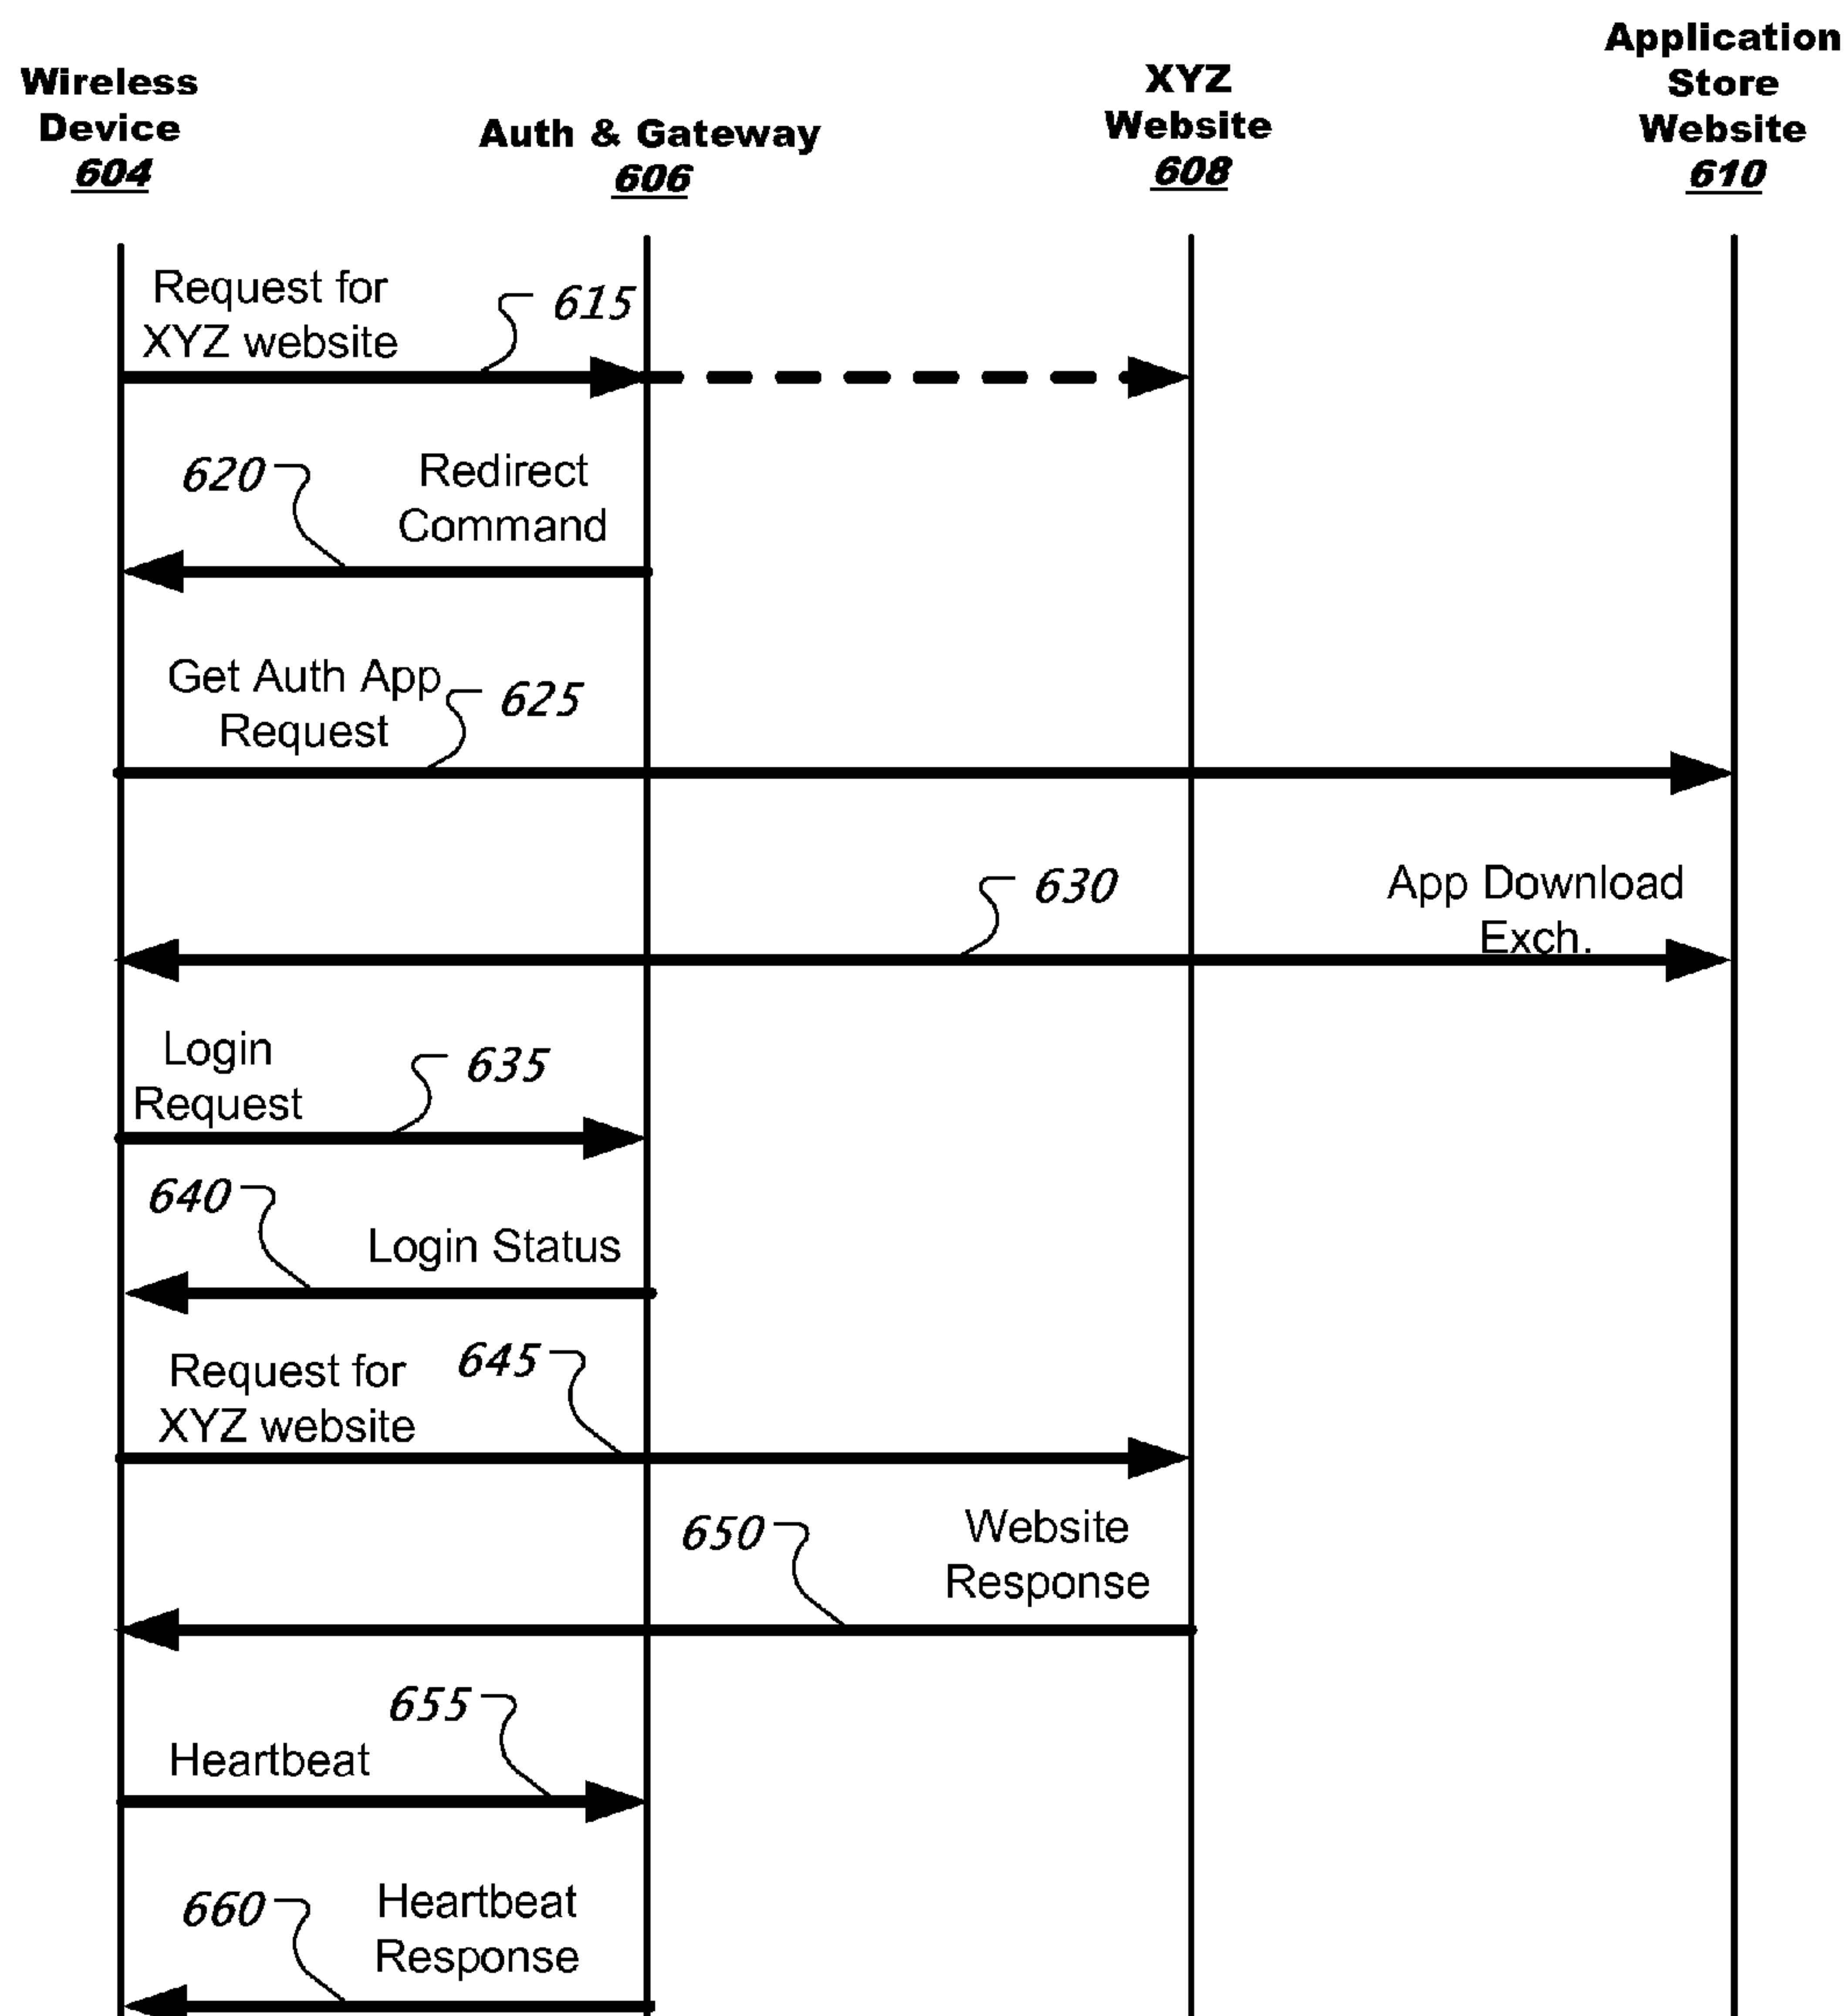 Wireless
Device
604
Auth & Gateway
606
XYZ
Website
608
Application
Store
Website
610
Request for
XYZ website
615
620
Redirect
Command
Get Auth App
Request
625
630
App Download
Exch.
Login
Request
635
640
Login Status
Request for
XYZ website
645
650
Website
Response
655
Heartbeat
660
Heartbeat
Response